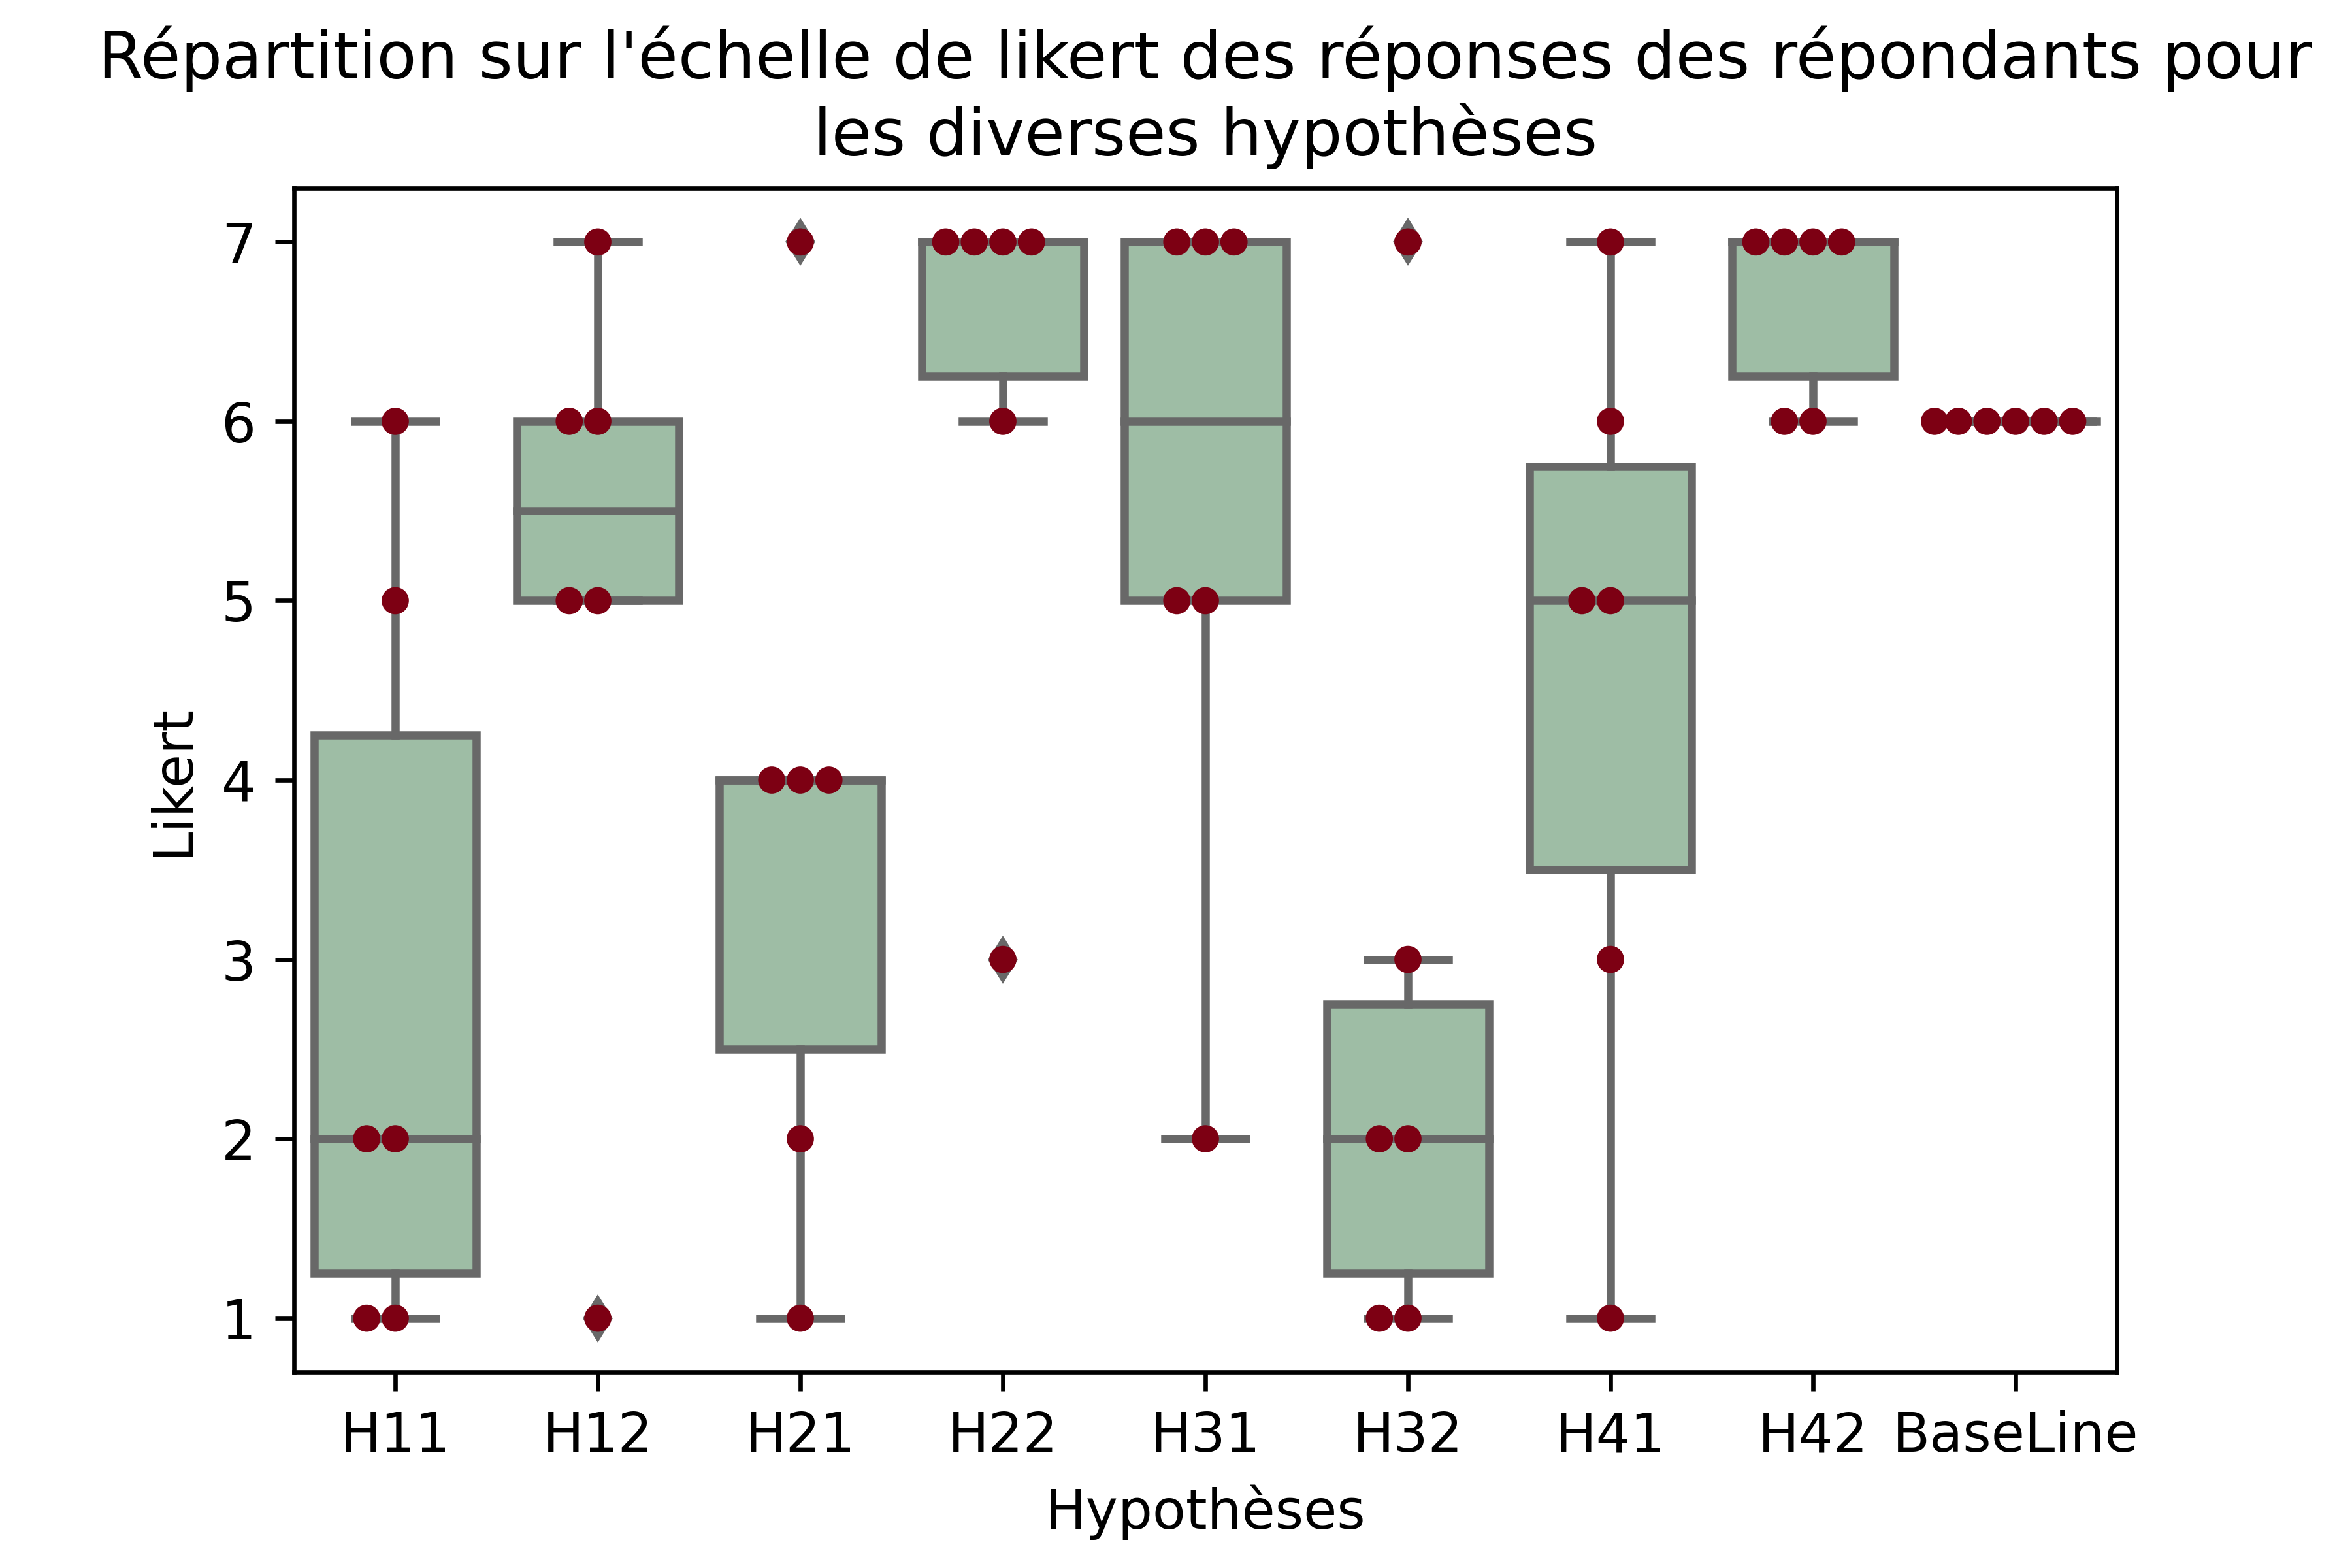 Répartition sur l'échelle de likert des réponses des répondants pour
les diverses hypothèses
7
6
5
4
3
2
1
Likert
H11 H12 H21 H22 H31 H32 H41 H42 BaseLine
Hypothèses